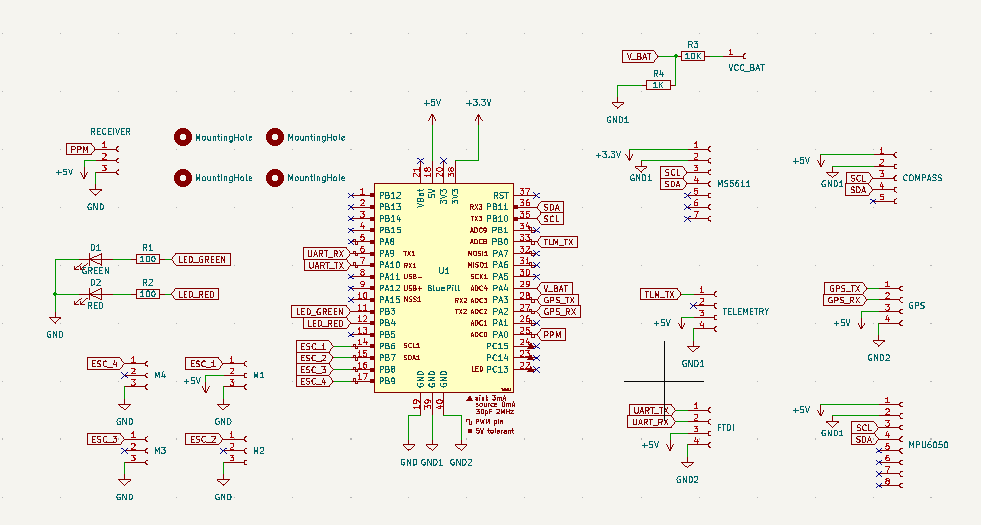 R3
V_BAT 10K 1 VCC_BAT
R4
1K
GND1
+5V +3.3V
RECEIVER
PPM 1
2
+5V 3
GND
MountingHole MountingHole
MountingHole MountingHole
21 18 20 38
VBat 5V 3V3 3V3
1 PB12 RST 37
2 PB13 RX3 PB11 36 SDA
3 PB14 TX3 PB10 35 SCL
4 PB15 ADC9 PB1 34
5 PA8 ADC8 PB0 33 TLM_TX
UART_RX 6 PA9 TX1 MOSI1 PA7 32
UART_TX 7 PA10 RX1 MISO1 PA6 31
8 PA11 USB- SCK1 PA5 30
9 PA12 USB+ ADC4 PA4 29 V_BAT
10 PA15 NSS1 RX2 ADC3 PA3 28 GPS_TX
LED_GREEN 11 PB3 TX2 ADC2 PA2 27 GPS_RX
LED_RED 12 PB4 ADC1 PA1 26
13 PB5 ADC0 PA0 25 PPM
ESC_1 14 PB6 SCL1 PC15 24
ESC_2 15 PB7 SDA1 PC14 23
ESC_3 16 PB8 LED PC13 22
ESC_4 17 PB9
U1
BluePill
GND GND GND
19 39 40
GND GND1 GND2
sink 3mA
source 0mA
30pF 2MHz
PWM pin
5V tolerant
D1 R1
GREEN 100 LED_GREEN
D2 R2
RED 100 LED_RED
GND
ESC_4 1
2 M4
3
GND
ESC_1 1
+5V 2 M1
3
GND
ESC_3 1
2 M3
3
GND
ESC_2 1
2 M2
3
GND
+3.3V 1
GND1 2
SCL 3
SDA 4 MS5611
5
6
7
+5V 1
GND1 2
SCL 3 COMPASS
SDA 4
5
TLM_TX 1
2 TELEMETRY
+5V 3
4
GND1
GPS_TX 1
GPS_RX 2 GPS
+5V 3
4
GND2
UART_TX 1
UART_RX 2 FTDI
+5V 3
4
GND2
+5V 1
GND1 2
SCL 3
SDA 4 MPU6050
5
6
7
8